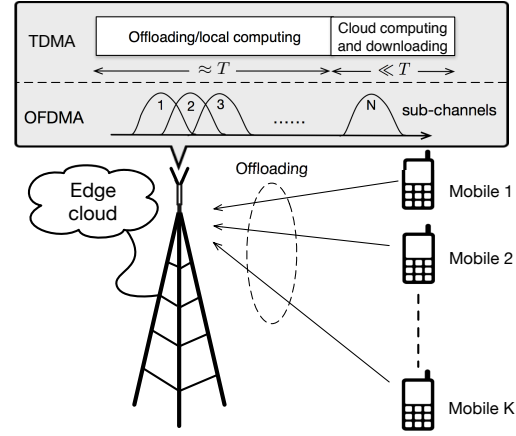 TDMA
Offloading/local computing
Cloud computing
and downloading
≈ T
≪ T
OFDMA
1
2
3
......
N
sub-channels
Offloading
Edge
cloud
Mobile 1
Mobile 2
Mobile K